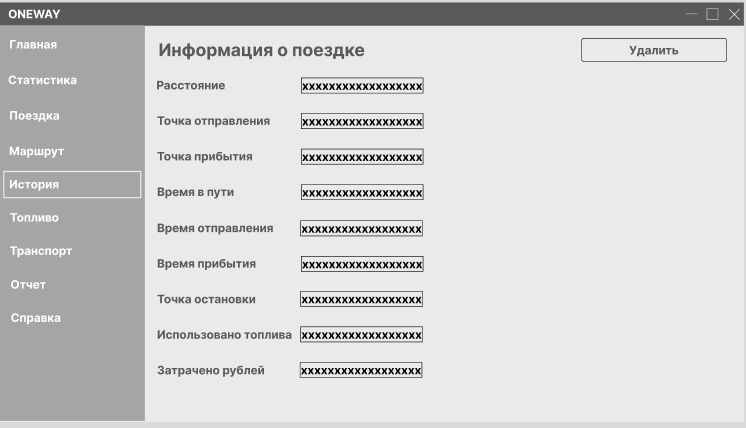 ONEWAY
Главная
Статистика
Поездка
Маршрут
История
Топливо
Транспорт
Отчет
Справка
Информация о поездке
Удалить
Расстояние xxxxxxxxxxxxxxxxxx
Точка отправления xxxxxxxxxxxxxxxxxx
Точка прибытия xxxxxxxxxxxxxxxxxx
Время в пути xxxxxxxxxxxxxxxxxx
Время отправления xxxxxxxxxxxxxxxxxx
Время прибытия xxxxxxxxxxxxxxxxxx
Точка остановки xxxxxxxxxxxxxxxxxx
Использовано топлива xxxxxxxxxxxxxxxxxx
Затрачено рублей xxxxxxxxxxxxxxxxxx